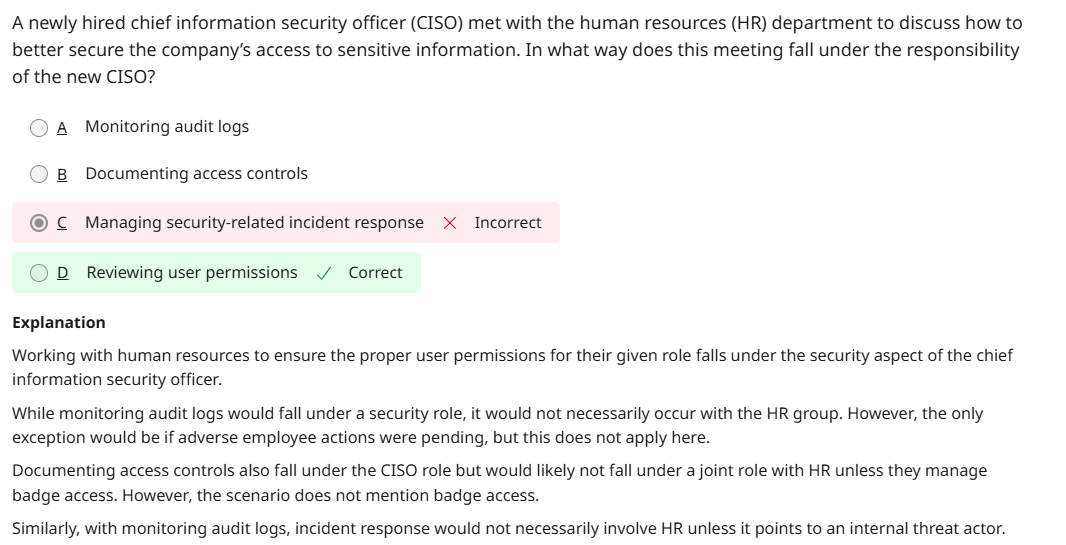 A newly hired chief information security officer (CISO) met with the human resources (HR) department to discuss how to
better secure the company’s access to sensitive information. In what way does this meeting fall under the responsibility
of the new CISO?
A Monitoring audit logs
B Documenting access controls
C Managing security-related incident response Incorrect
D Reviewing user permissions Correct
Explanation
Working with human resources to ensure the proper user permissions for their given role falls under the security aspect of the chief
information security officer.
While monitoring audit logs would fall under a security role, it would not necessarily occur with the HR group. However, the only
exception would be if adverse employee actions were pending, but this does not apply here.
Documenting access controls also fall under the CISO role but would likely not fall under a joint role with HR unless they manage
badge access. However, the scenario does not mention badge access.
Similarly, with monitoring audit logs, incident response would not necessarily involve HR unless it points to an internal threat actor.